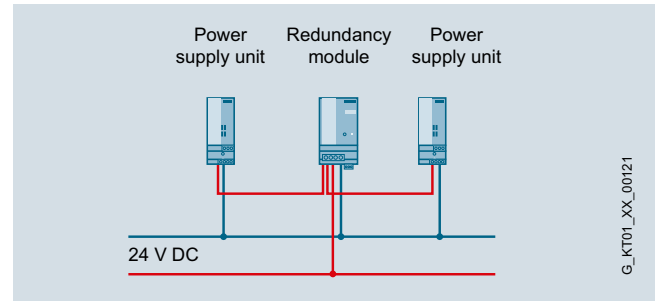 Power
supply unit
Redundancy
module
Power
supply unit
24 V DC
G_KT01_XX_00121